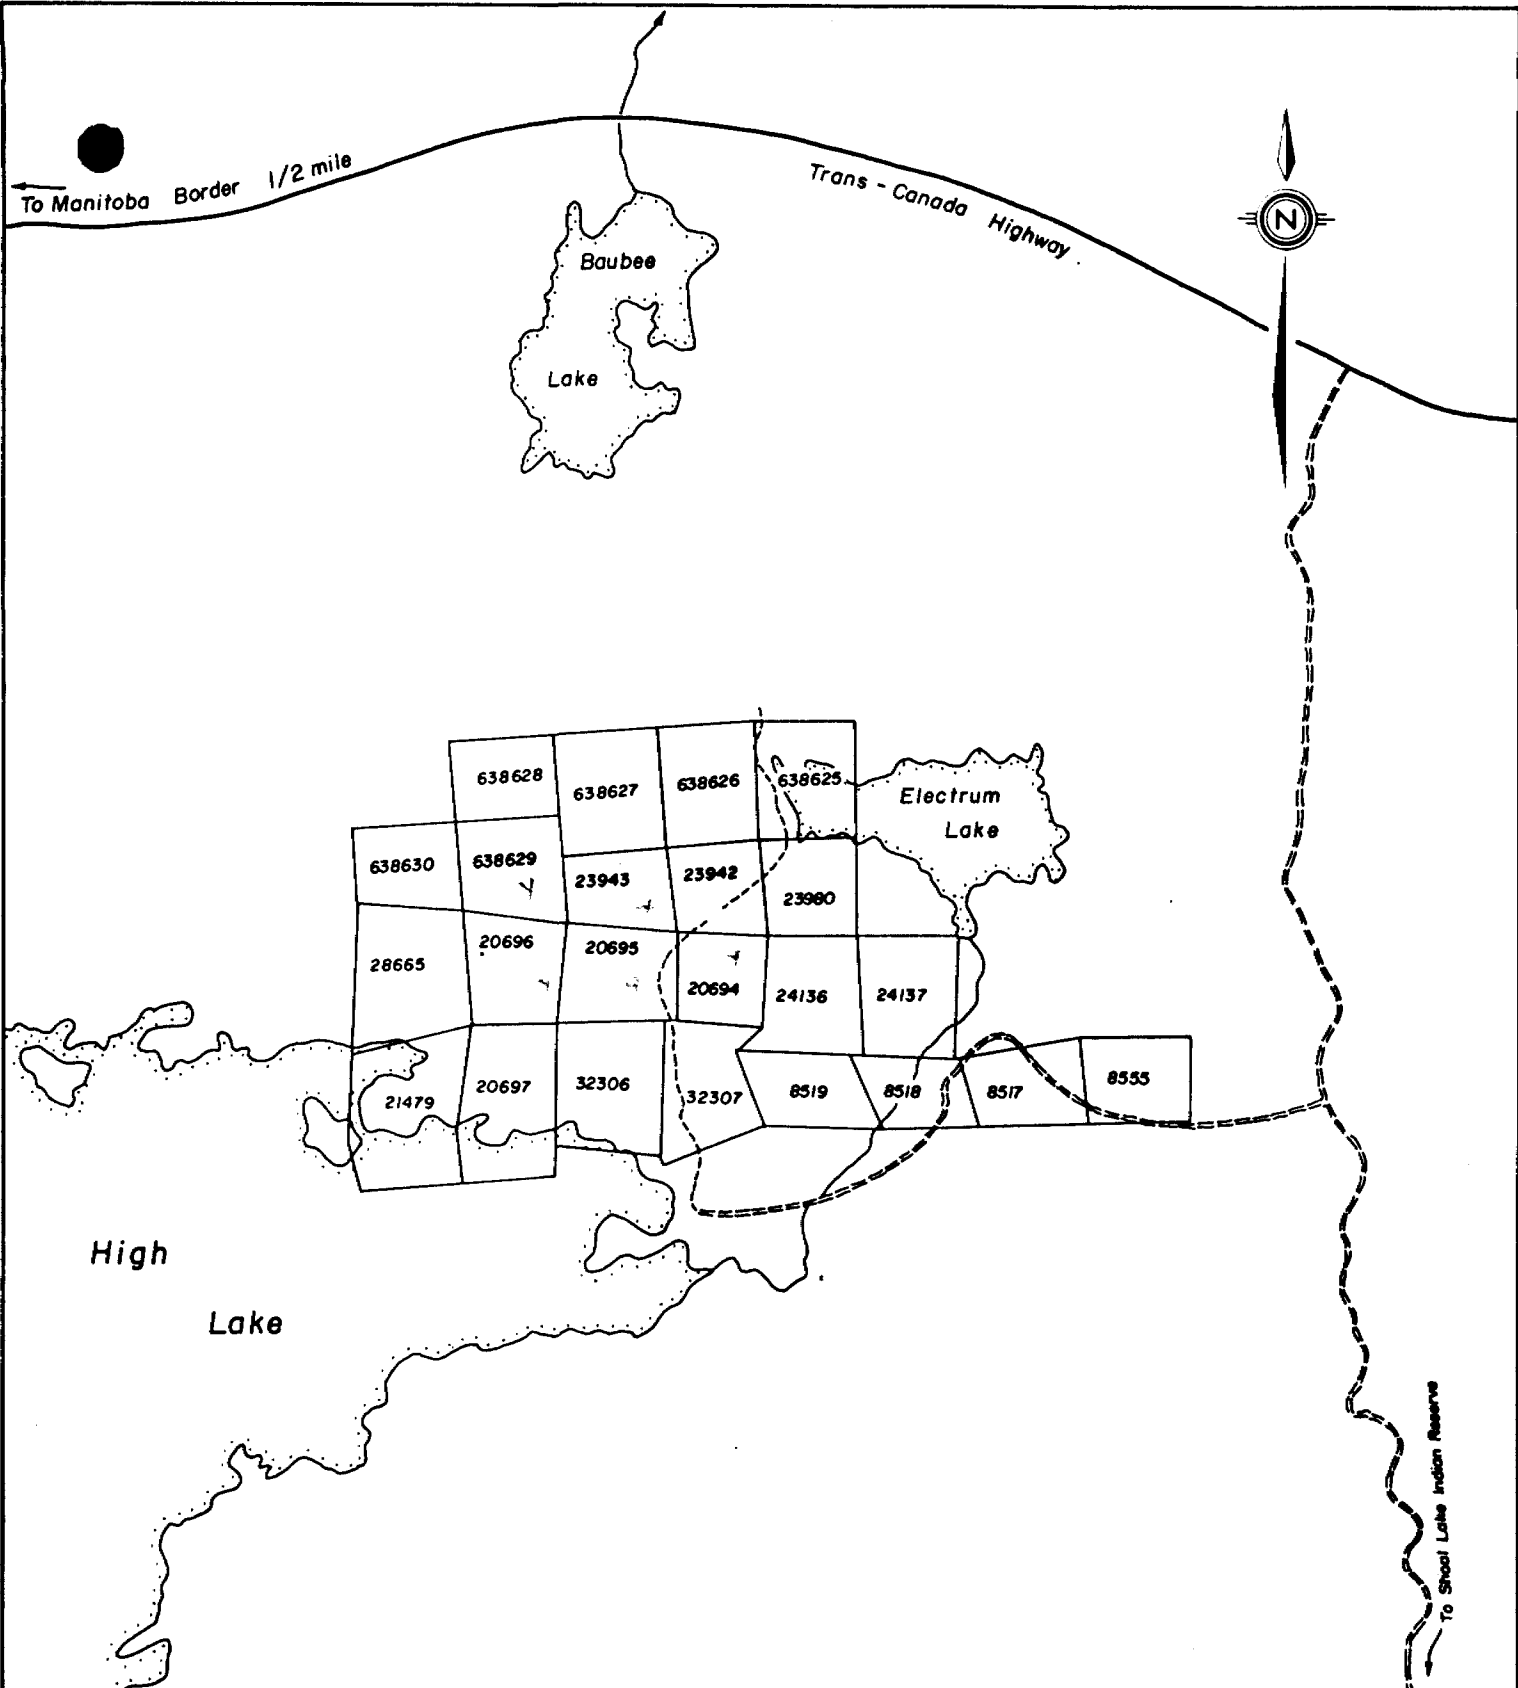 To Manitoba Border 1/2 mile
Trans - Canada Highway
N
Baubee
Lake
638628
638627
638626
638625
Electrum
Lake
638630
638629
23943
23942
23980
28665
20696
20695
20694
24136
24137
21479
20697
32306
32307
8519
8518
8517
8555
High
Lake
To Shoal Lake Indian Reserve